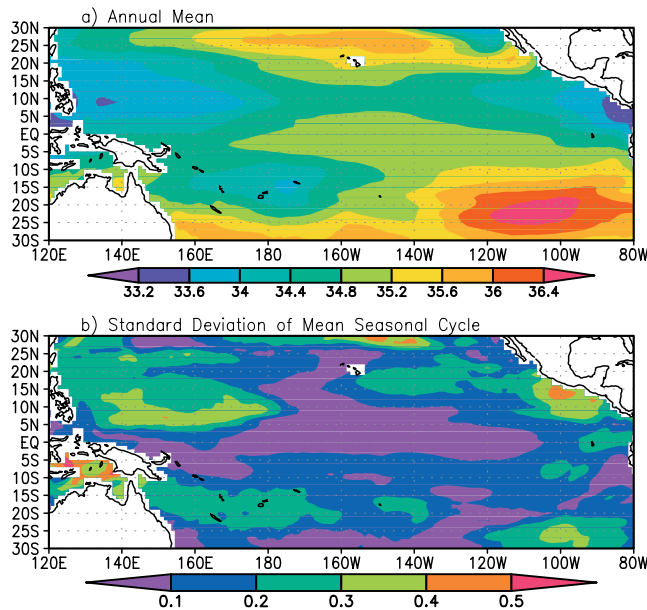 a) Annual Mean
30N
25N
20N
15N
10N
5N
EQ
5S
10S
15S
20S
25S
30S
120E 140E 160E 180 160W 140W 120W 100W 80W
33.2 33.6 34 34.4 34.8 35.2 35.6 36 36.4
b) Standard Deviation of Mean Seasonal Cycle
30N
25N
20N
15N
10N
5N
EQ
5S
10S
15S
20S
25S
30S
120E 140E 160E 180 160W 140W 120W 100W 80W
0.1 0.2 0.3 0.4 0.5